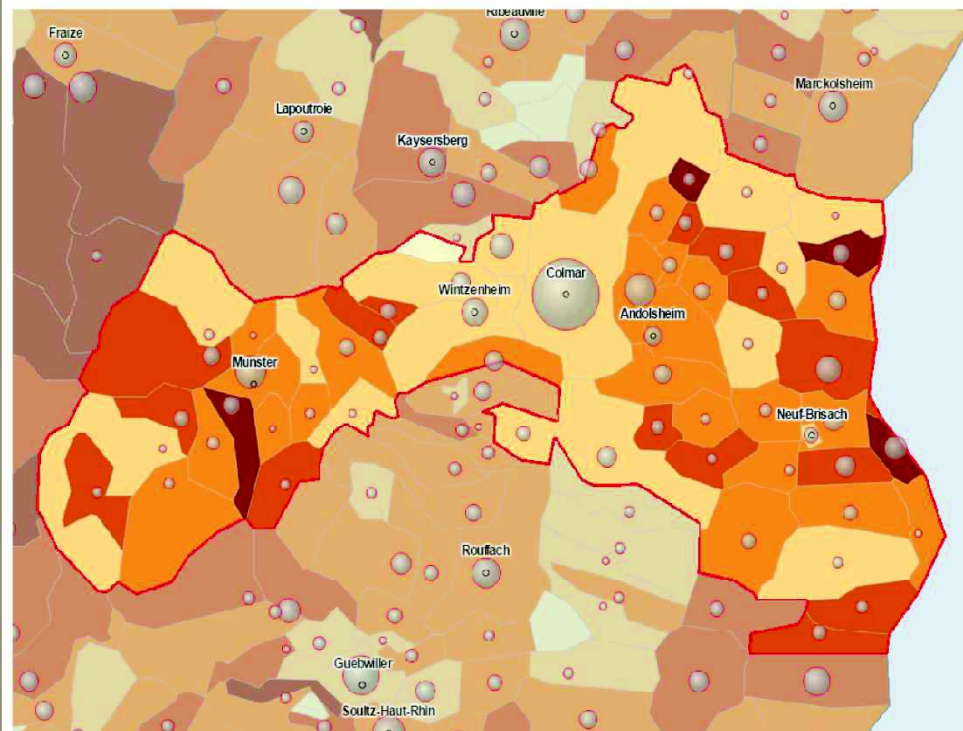 Ribeauvillé
Fraize
Marckolsheim
Lapoutroie
Kaysersberg
Colmar
Wintzenheim
Andolsheim
Munster
Neuf-Brisach
Rouffach
Guebwiller
Soultz-Haut-Rhin